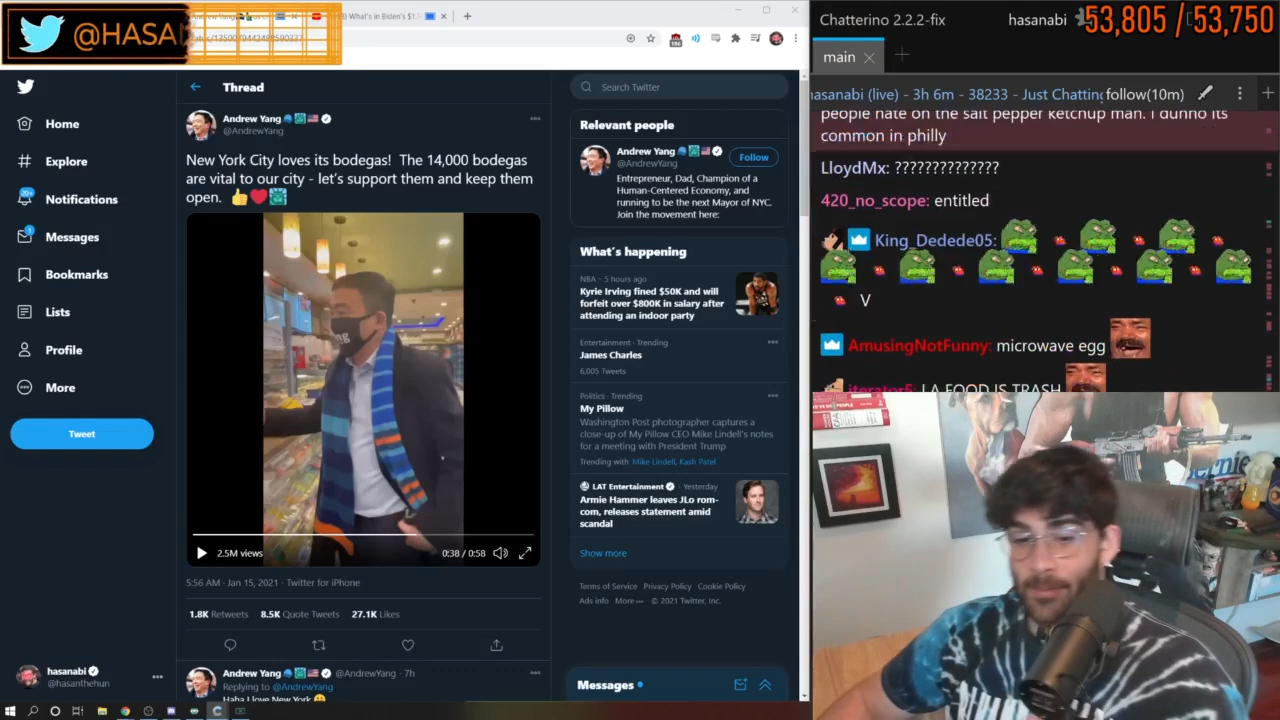 @HASA
What's in Biden's $1.
Chatterino 2.2.2-fix
hasanabi
53,805 / 53,750
main
hasanabi (live) - 3h 6m - 38233 - Just Chatting follow(10m)
people hate on the salt pepper ketchup man. I dunno its
common in philly
LloydMx: ??????????????
420_no_scope: entitled
King_Dedede05:
V
AmusingNotFunny: microwave egg
iterator5: LA FOOD IS TRASH
Home
Explore
20+
Notifications
1
Messages
Bookmarks
Lists
Profile
More
Tweet
hasanabi
@hasanthehun
Thread
Andrew Yang
@AndrewYang
New York City loves its bodegas! The 14,000 bodegas
are vital to our city - let's support them and keep them
open.
2.5M views
0:38 / 0:58
5:56 AM · Jan 15, 2021 · Twitter for iPhone
1.8K Retweets 8.5K Quote Tweets 27.1K Likes
Andrew Yang @AndrewYang · 7h
Replying to @AndrewYang
Haha I love New York
Search Twitter
Relevant people
Andrew Yang
@AndrewYang
Follow
Entrepreneur, Dad, Champion of a
Human-Centered Economy, and
running to be the next Mayor of NYC.
Join the movement here:
What's happening
NBA · 5 hours ago
Kyrie Irving fined $50K and will
forfeit over $800K in salary after
attending an indoor party
Entertainment · Trending
James Charles
6,005 Tweets
Politics · Trending
My Pillow
Washington Post photographer captures a
close-up of My Pillow CEO Mike Lindell's notes
for a meeting with President Trump
Trending with Mike Lindell, Kash Patel
LAT Entertainment · Yesterday
Armie Hammer leaves JLo rom-
com, releases statement amid
scandal
Show more
Terms of Service Privacy Policy Cookie Policy
Ads info More © 2021 Twitter, Inc.
Messages
Bernie